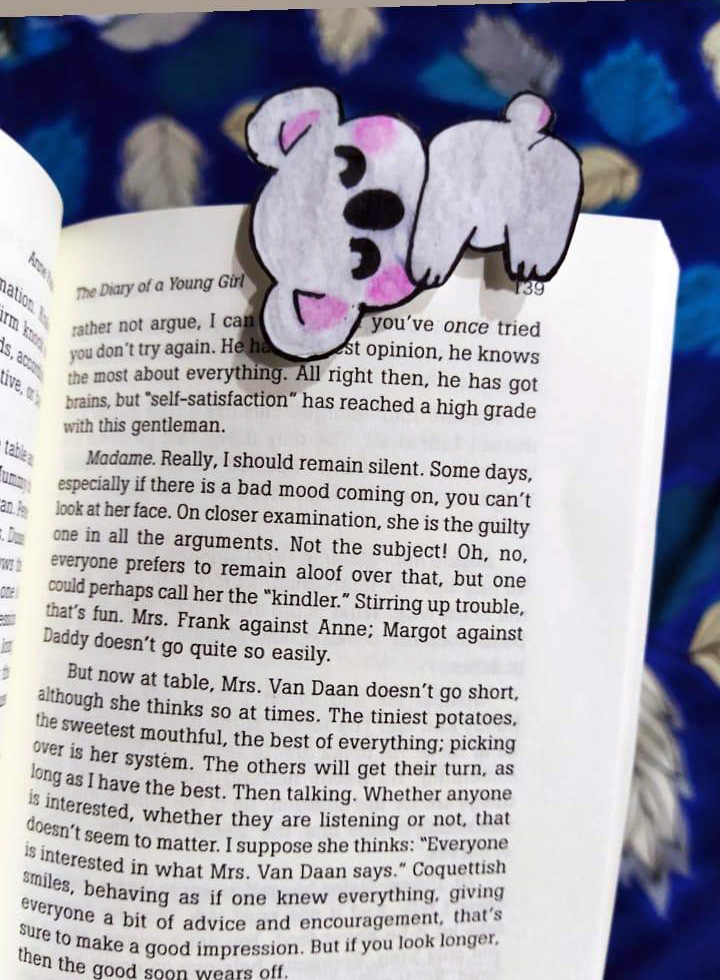 Anne
The Diary of a Young Girl
139
rather not argue, I can you've once tried
you don't try again. He ha est opinion, he knows
the most about everything. All right then, he has got
brains, but "self-satisfaction" has reached a high grade
with this gentleman.
Madame. Really, I should remain silent. Some days,
especially if there is a bad mood coming on, you can't
look at her face. On closer examination, she is the guilty
one in all the arguments. Not the subject! Oh, no,
everyone prefers to remain aloof over that, but one
could perhaps call her the "kindler." Stirring up trouble,
that's fun. Mrs. Frank against Anne; Margot against
Daddy doesn't go quite so easily.
But now at table, Mrs. Van Daan doesn't go short,
although she thinks so at times. The tiniest potatoes,
the sweetest mouthful, the best of everything; picking
over is her system. The others will get their turn, as
long as I have the best. Then talking. Whether anyone
is interested, whether they are listening or not, that
doesn't seem to matter. I suppose she thinks: "Everyone
is interested in what Mrs. Van Daan says." Coquettish
smiles, behaving as if one knew everything, giving
everyone a bit of advice and encouragement, that's
sure to make a good impression. But if you look longer,
then the good soon wears off.